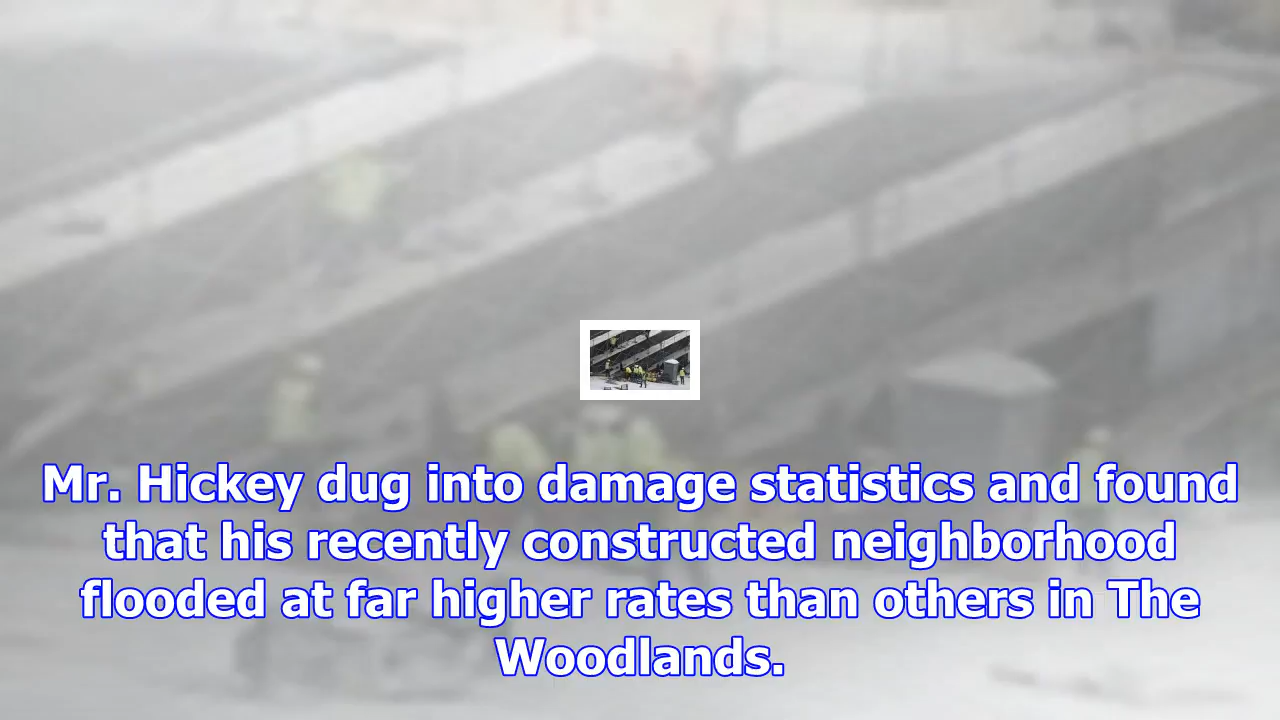 Mr. Hickey dug into damage statistics and found
that his recently constructed neighborhood
flooded at far higher rates than others in The
Woodlands.